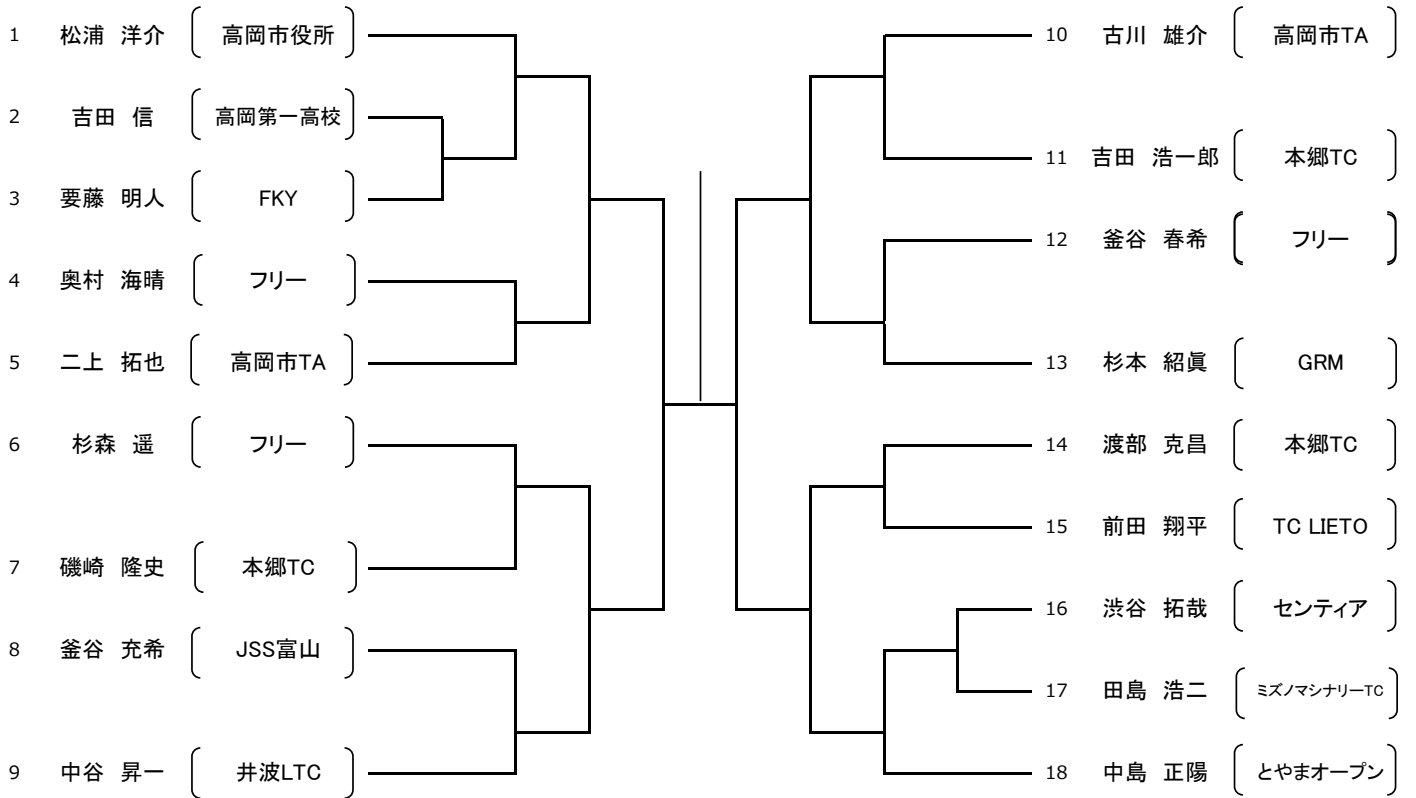 1 松浦 洋介 高岡市役所
2 吉田 信 高岡第一高校
3 要藤 明人 FKY
4 奥村 海晴 フリー
5 二上 拓也 高岡市TA
6 杉森 遥 フリー
7 磯崎 隆史 本郷TC
8 釜谷 充希 JSS富山
9 中谷 昇一 井波LTC
10 古川 雄介 高岡市TA
11 吉田 浩一郎 本郷TC
12 釜谷 春希 フリー
13 杉本 紹眞 GRM
14 渡部 克昌 本郷TC
15 前田 翔平 TC LIETO
16 渋谷 拓哉 センティア
17 田島 浩二 ミズノマシナリーTC
18 中島 正陽 とやまオープン